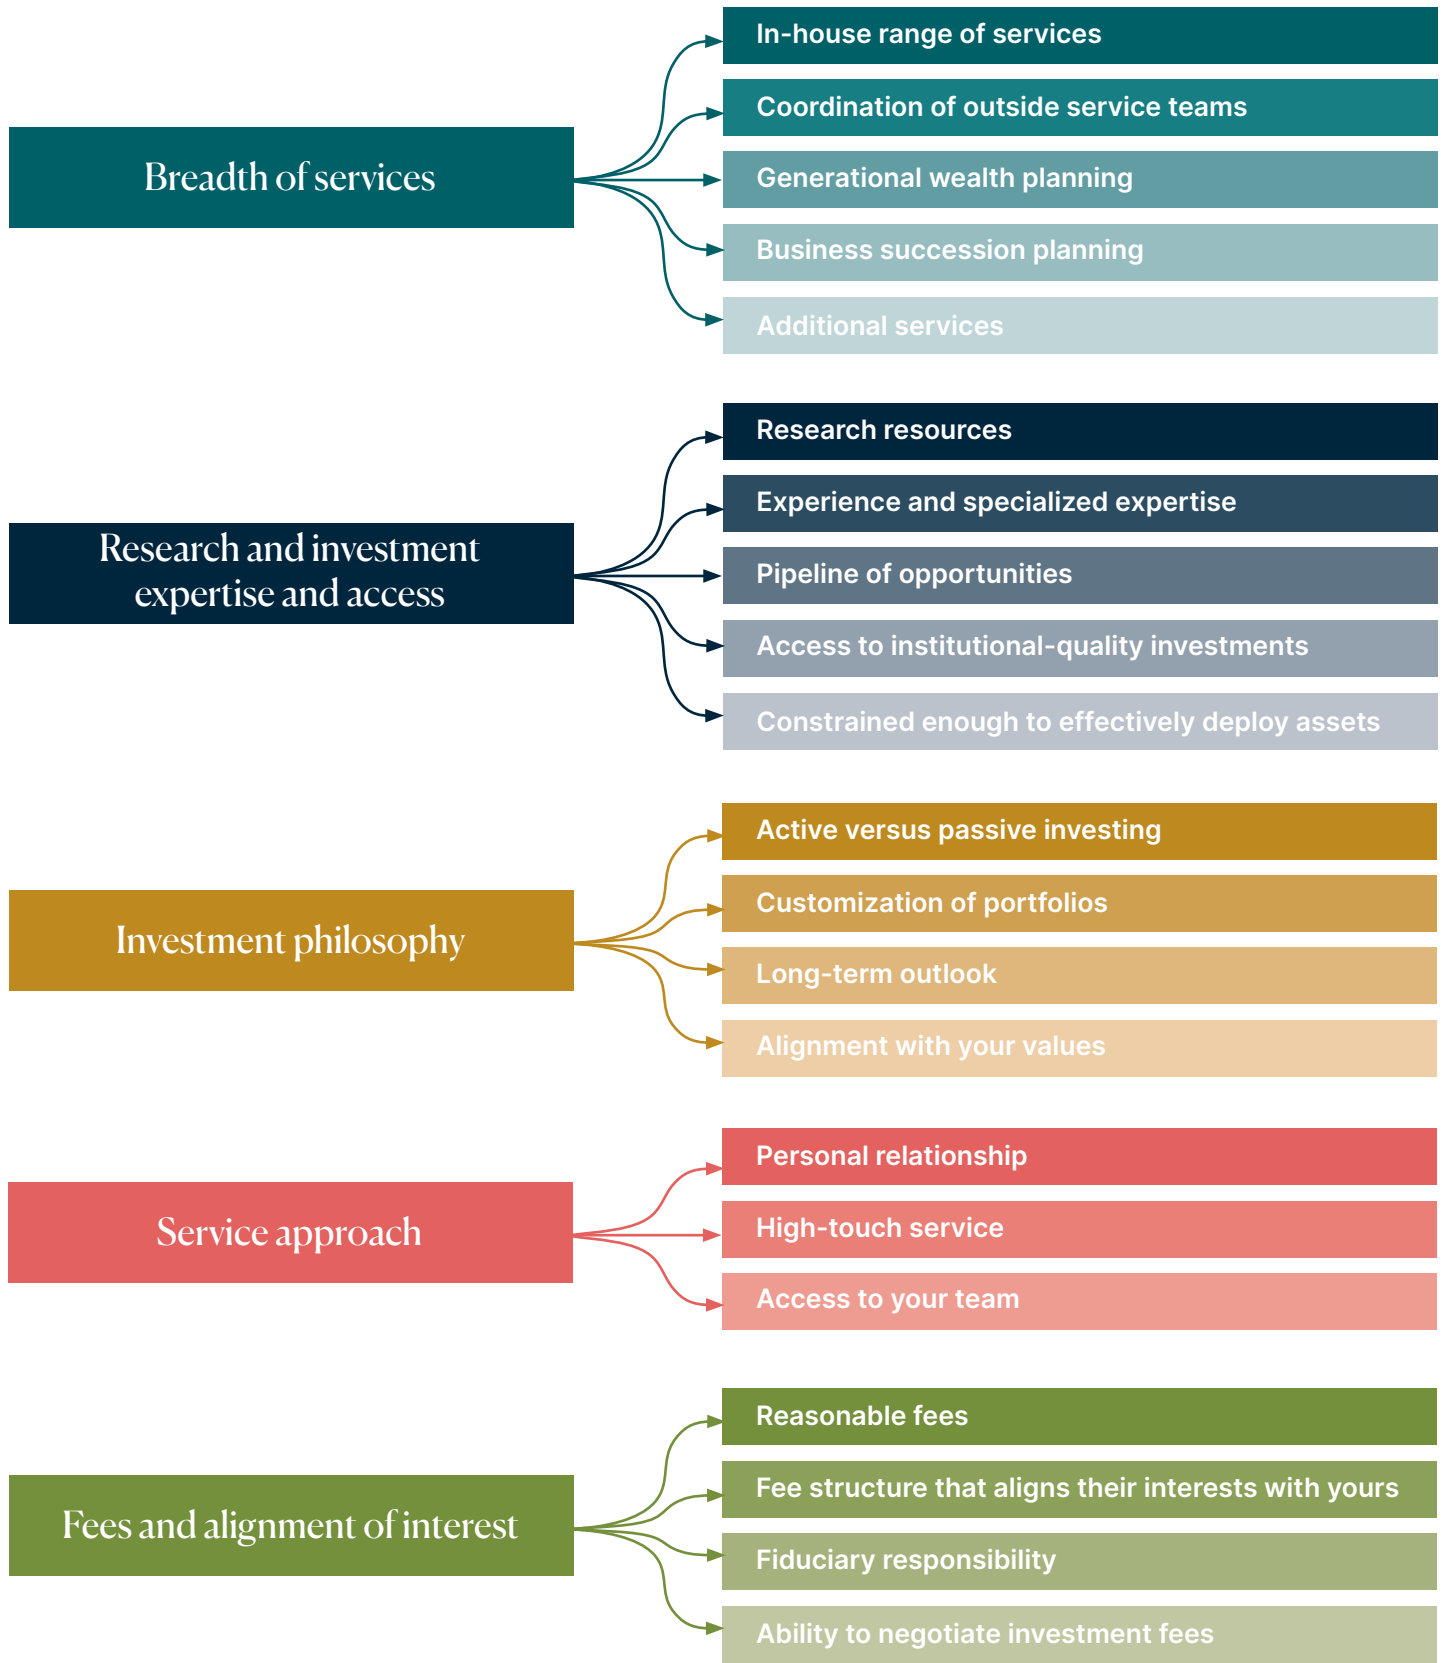 Breadth of services
In-house range of services
Coordination of outside service teams
Generational wealth planning
Business succession planning
Additional services
Research and investment
expertise and access
Research resources
Experience and specialized expertise
Pipeline of opportunities
Access to institutional-quality investments
Constrained enough to effectively deploy assets
Investment philosophy
Active versus passive investing
Customization of portfolios
Long-term outlook
Alignment with your values
Service approach
Personal relationship
High-touch service
Access to your team
Fees and alignment of interest
Reasonable fees
Fee structure that aligns their interests with yours
Fiduciary responsibility
Ability to negotiate investment fees